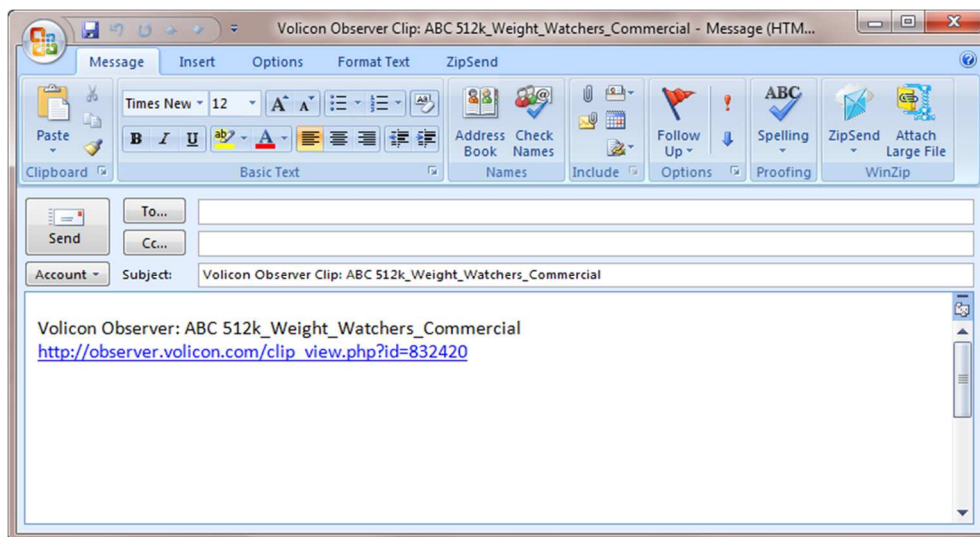 Volicon Observer Clip: ABC 512k_Weight_Watchers_Commercial - Message (HTM...
Message Insert Options Format Text ZipSend
Paste
Clipboard
Times New 12
B I U ab A
Basic Text
Address Book
Check Names
Names
Include
Follow Up
Options
ABC
Spelling
Proofing
ZipSend
Attach Large File
WinZip
Send
To...
Cc...
Account
Subject: Volicon Observer Clip: ABC 512k_Weight_Watchers_Commercial
Volicon Observer: ABC 512k_Weight_Watchers_Commercial
http://observer.volicon.com/clip_view.php?id=832420